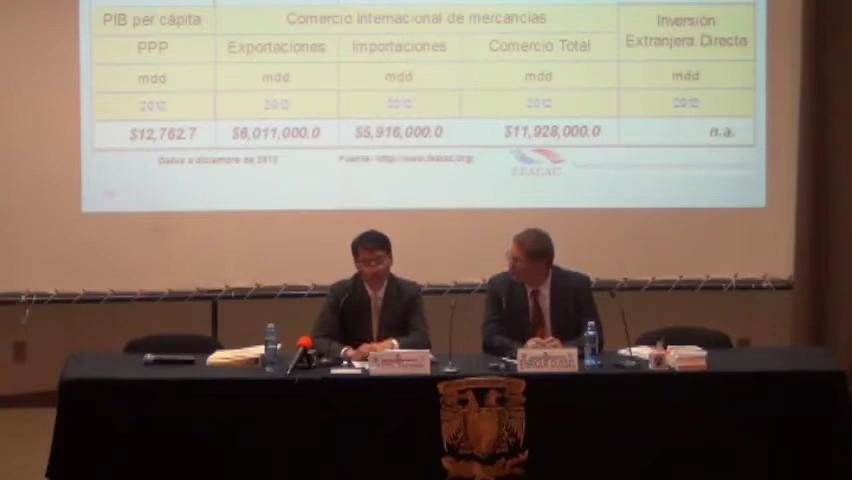 PIB per cápita
Comercio Internacional de mercancías
Inversión
Extranjera Directa
PPP
Exportaciones
Importaciones
Comercio Total
mdd
mdd
mdd
mdd
mdd
2012
2012
2012
2012
2012
$12,762.7
$6,011,000.0
$5,916,000.0
$11,928,000.0
n.a.
Datos a diciembre de 2012
Fuente: http://www.fealac.org/
FEALAC
ENRIQUE DUSSEL